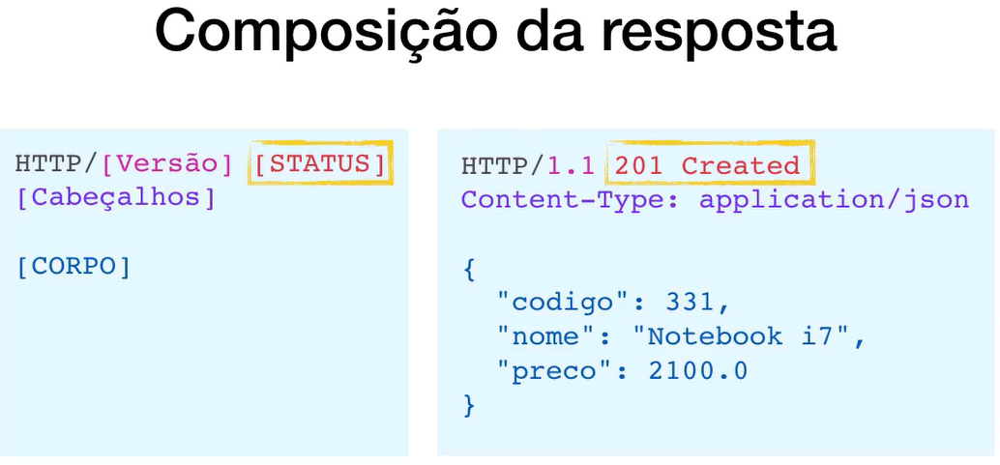 Composição da resposta
HTTP/[Versão] [STATUS]
[Cabeçalhos]
[CORPO]
HTTP/1.1 201 Created
Content-Type: application/json
{
"codigo": 331,
"nome": "Notebook i7",
"preco": 2100.0
}